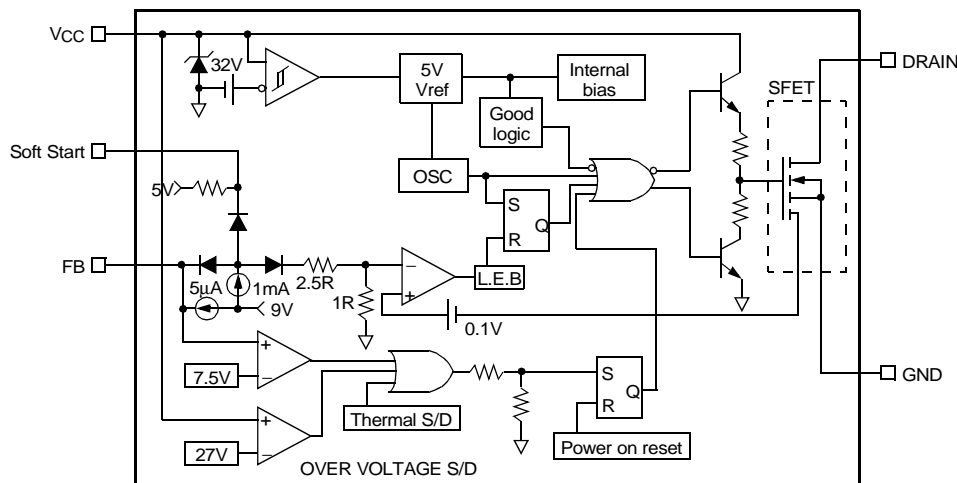 VCC
DRAIN
32V
5V
Vref
Internal
bias
SFET
Good
logic
Soft Start
OSC
5V
S
Q
R
FB
2.5R
−
L.E.B
5μA
1mA
1R
+
9V
0.1V
+
7.5V
−
S
Q
R
GND
Thermal S/D
+
Power on reset
27V
−
OVER VOLTAGE S/D